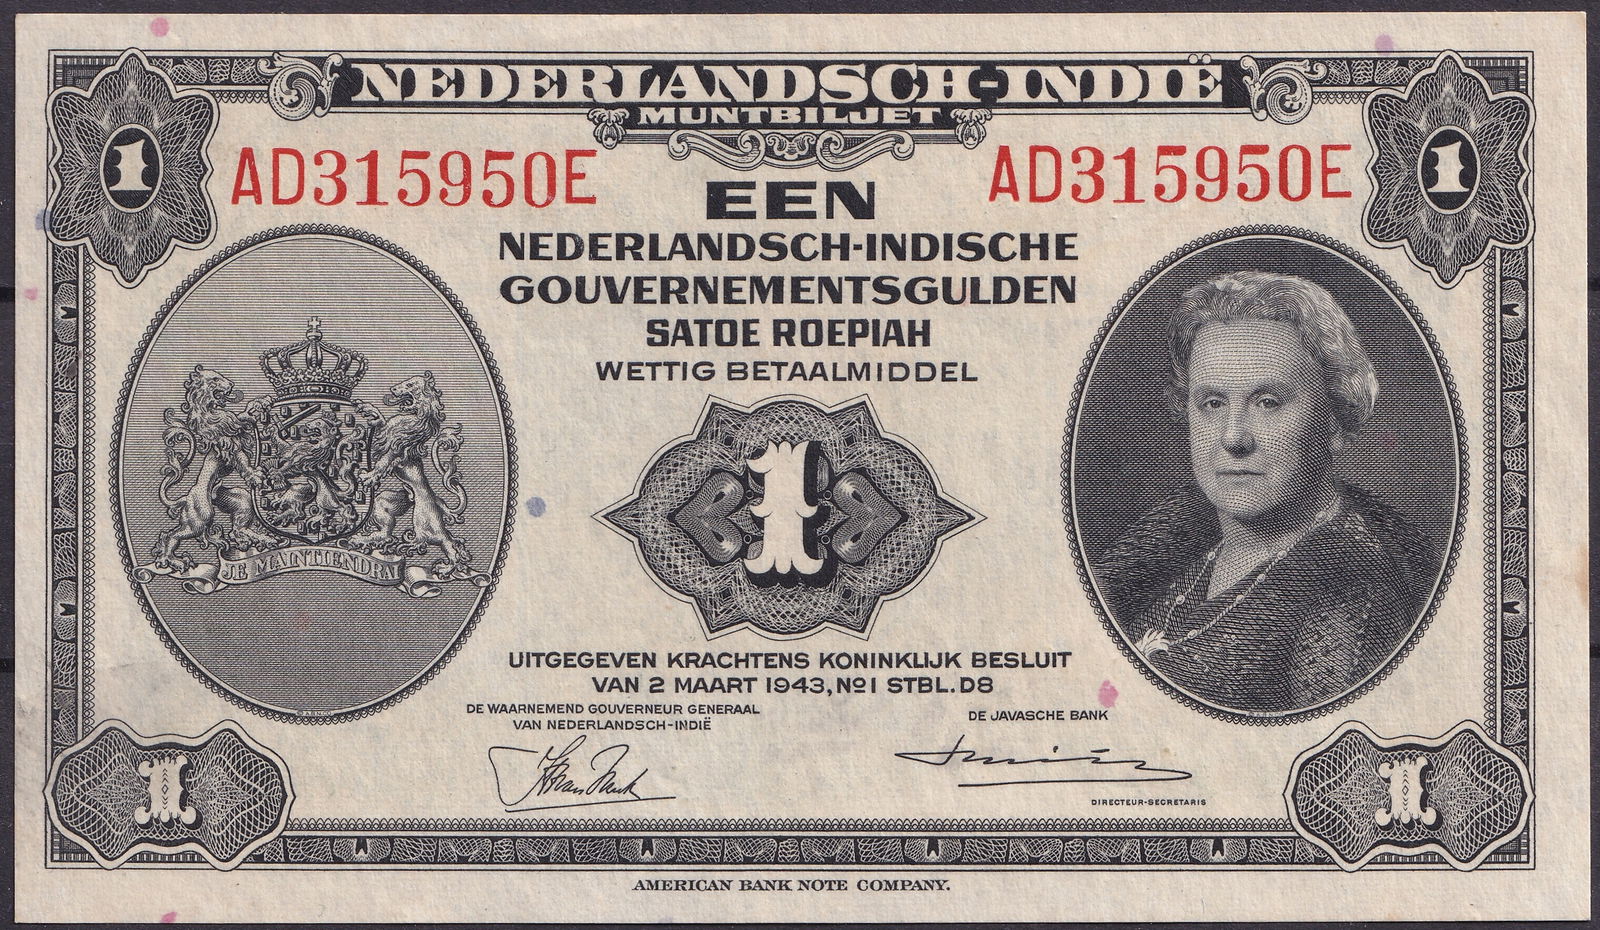 NEDERLANDSCH-INDIË
MUNTBILJET
1
1
AD315950E
AD315950E
EEN
NEDERLANDSCH-INDISCHE
GOUVERNEMENTSGULDEN
SATOE ROEPIAH
WETTIG BETAALMIDDEL
1
JE MAINTIENDRAI
UITGEGEVEN KRACHTENS KONINKLIJK BESLUIT
VAN 2 MAART 1943, No 1 STBL. D8
DE WAARNEMEND GOUVERNEUR GENERAAL
VAN NEDERLANDSCH-INDIË
DE JAVASCHE BANK
DIRECTEUR-SECRETARIS
1
1
AMERICAN BANK NOTE COMPANY.